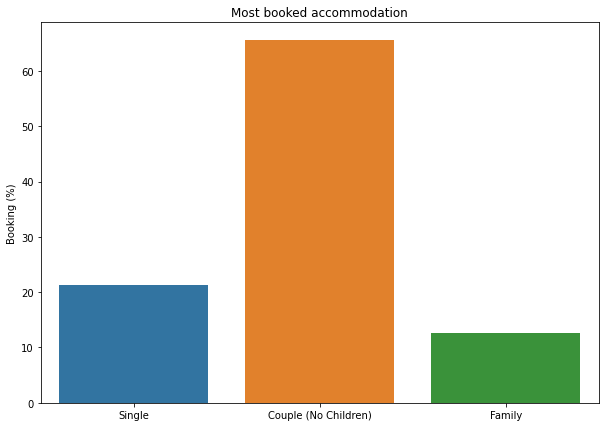 Most booked accommodation
Booking (%)
60
50
40
30
20
10
0
Single
Couple (No Children)
Family